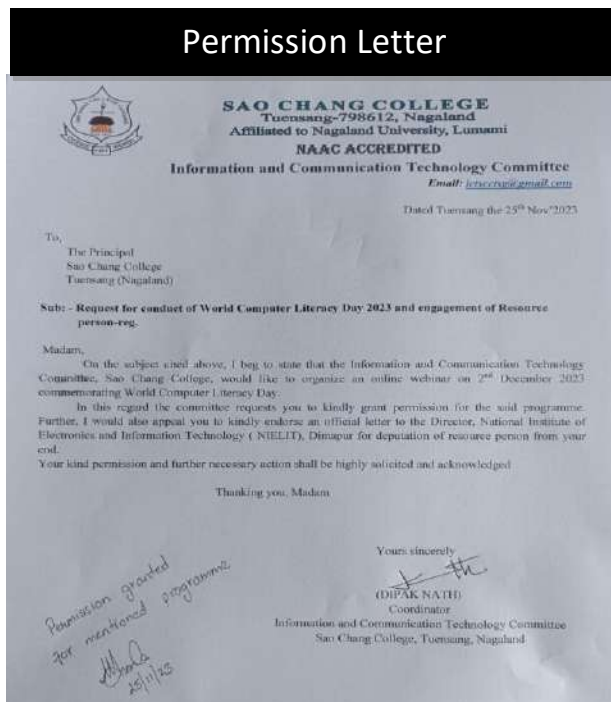 Permission Letter
SAO CHANG COLLEGE
Tuensang-798612, Nagaland
Affiliated to Nagaland University, Lumami
NAAC ACCREDITED
Information and Communication Technology Committee
Email:
Dated Tuensang the 25th Nov'2023
To,
The Principal
Sao Chang College
Tuensang (Nagaland)
Sub: - Request for conduct of World Computer Literacy Day 2023 and engagement of Resource
person-reg.
Madam,
On the subject cited above, I beg to state that the Information and Communication Technology
Committee, Sao Chang College, would like to organize an online webinar on 2nd December 2023
commemorating World Computer Literacy Day.
In this regard the committee requests you to kindly grant permission for the said programme.
Further, I would also appeal you to kindly endorse an official letter to the Director, National Institute of
Electronics and Information Technology ( NIELIT), Dimapur for deputation of resource person from your
end.
Your kind permission and further necessary action shall be highly solicited and acknowledged
Thanking you, Madam
Yours sincerely
(DIPAK NATH)
Coordinator
Information and Communication Technology Committee
Sao Chang College, Tuensang, Nagaland
Permission granted
for mentioned programme
25/11/23